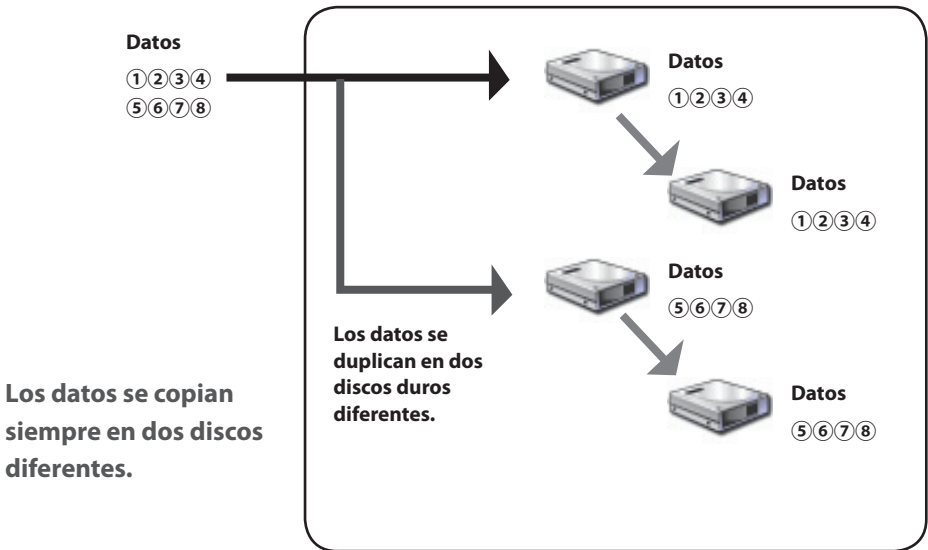 Datos
①②③④
⑤⑥⑦⑧
Datos
①②③④
Datos
①②③④
Datos
⑤⑥⑦⑧
Los datos se
duplican en dos
discos duros
diferentes.
Datos
⑤⑥⑦⑧
Los datos se copian
siempre en dos discos
diferentes.